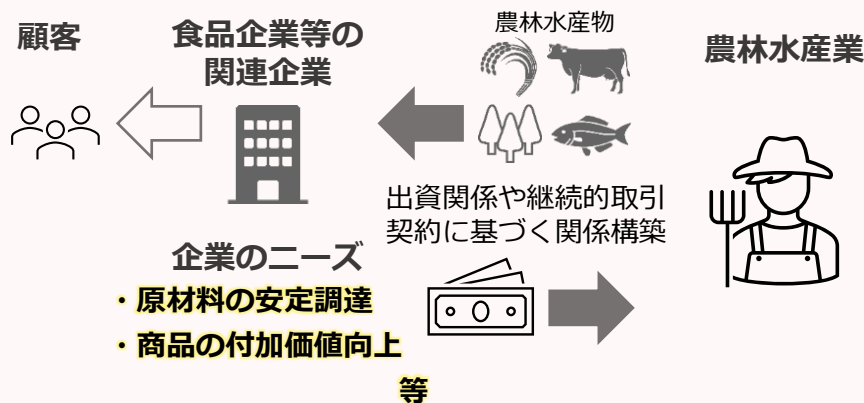 顧客
食品企業等の
関連企業
農林水産物
農林水産業
出資関係や継続的取引
契約に基づく関係構築
企業のニーズ
・原材料の安定調達
・商品の付加価値向上
等